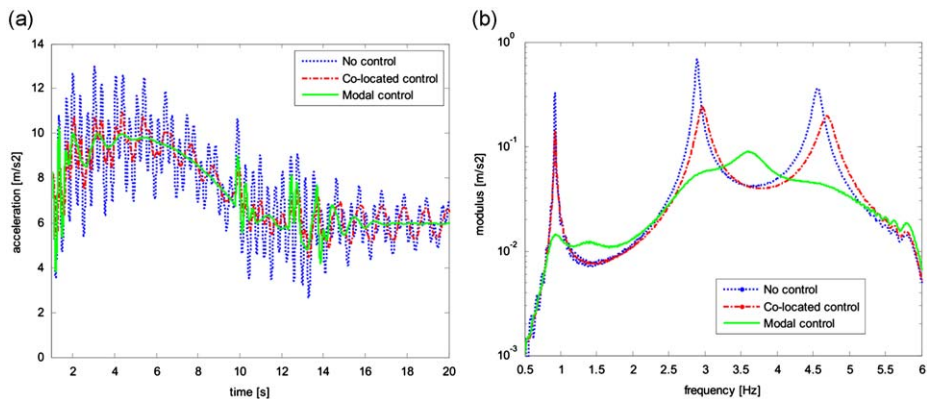 (a)
14
12
10
8
6
4
2
0
acceleration [m/s2]
2 4 6 8 10 12 14 16 18 20
time [s]
No control
Co-located control
Modal control
(b)
10^0
10^-1
10^-2
10^-3
modulus [m/s2]
0.5 1 1.5 2 2.5 3 3.5 4 4.5 5 5.5 6
frequency [Hz]
No control
Co-located control
Modal control